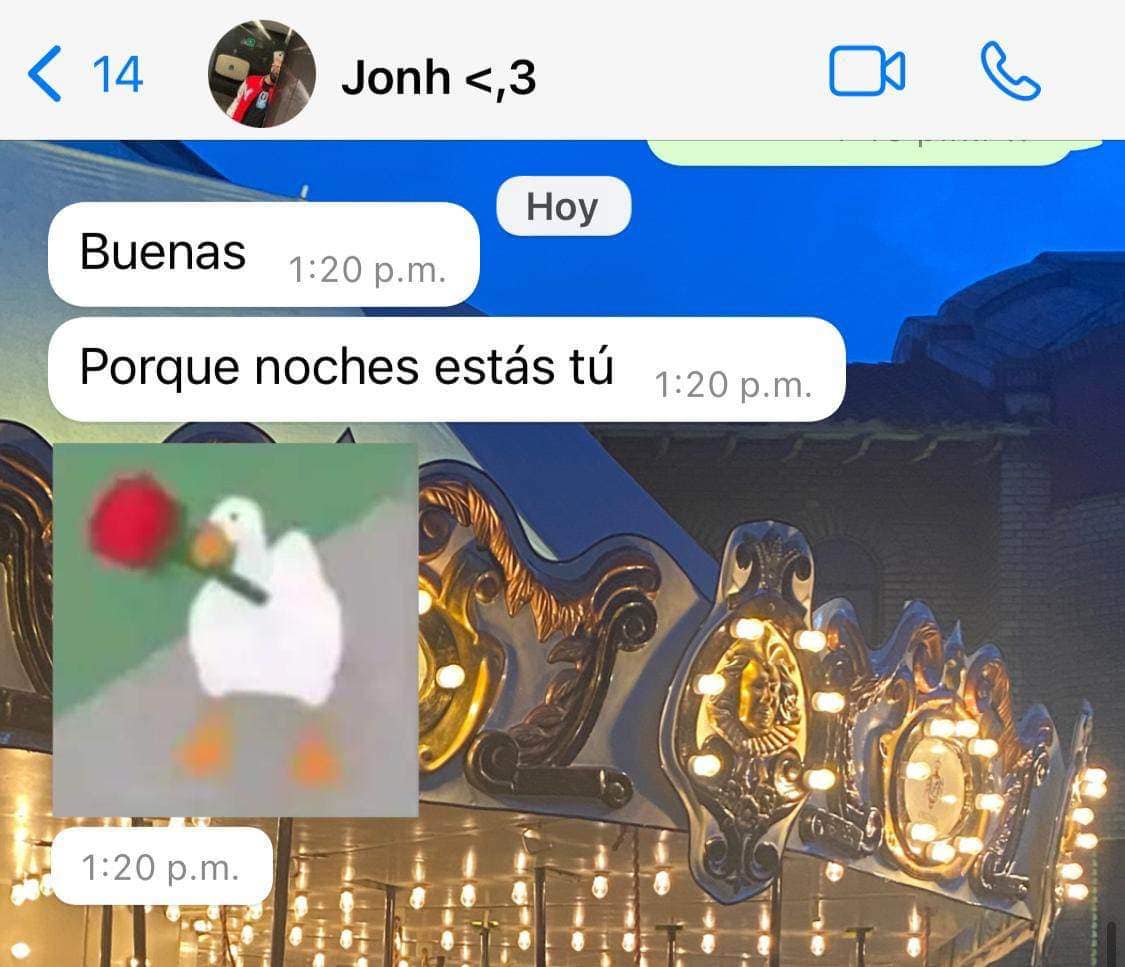 14
Jonh <,3
Hoy
Buenas 1:20 p.m.
Porque noches estás tú 1:20 p.m.
1:20 p.m.